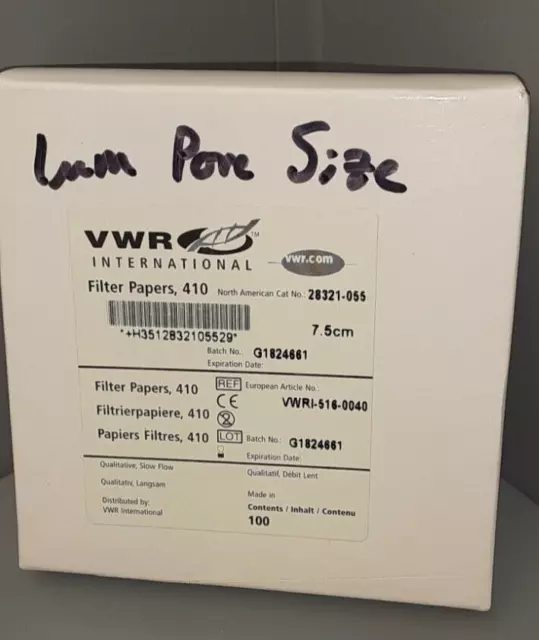 1um Pore Size
VWR™
INTERNATIONAL
vwr.com
Filter Papers, 410 North American Cat No.: 28321-055
*+H3512832105529* 7.5cm
Batch No.: G1824661
Expiration Date:
Filter Papers, 410 REF European Article No.:
CE VWRI-516-0040
Filtrierpapiere, 410 2
Papiers Filtres, 410 LOT Batch No.: G1824661
Expiration Date:
Qualitative, Slow Flow Qualitatif, Débit Lent
Qualitativ, Langsam
Made in
Distributed by: Contents / Inhalt / Contenu
VWR International 100